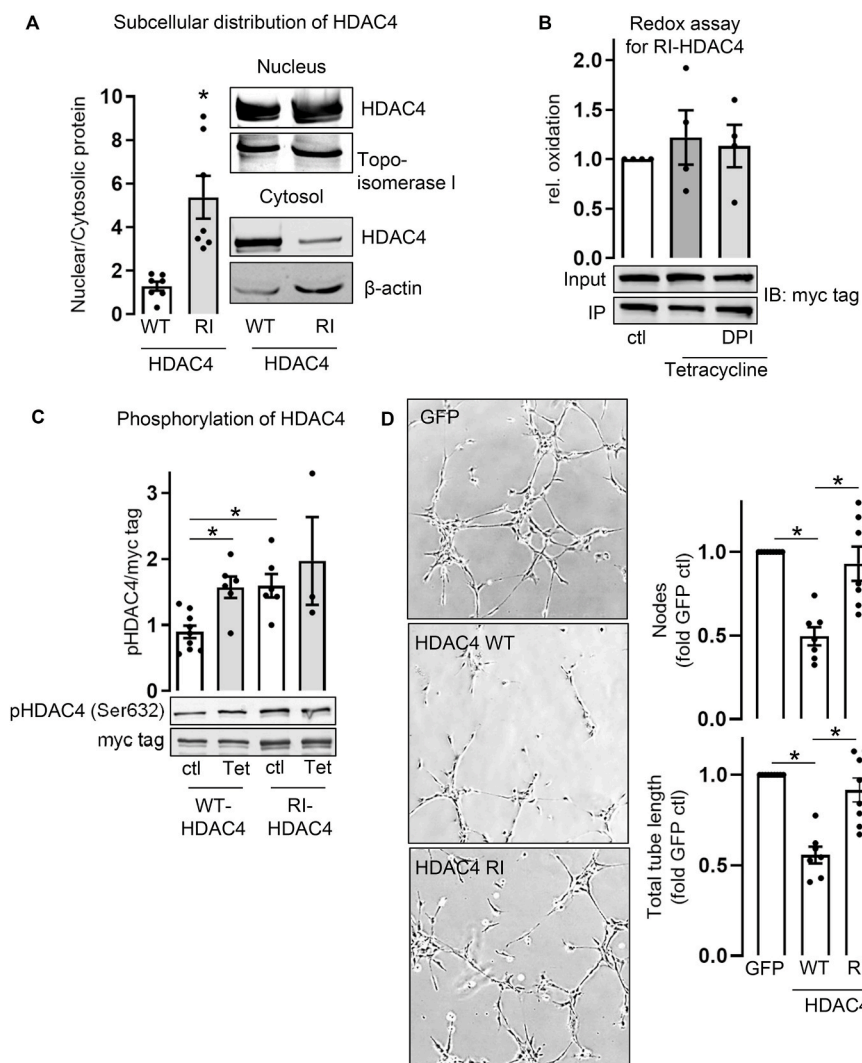 A
Subcellular distribution of HDAC4
Nuclear/Cytosolic protein
10
8
6
4
2
0
*
WT
RI
HDAC4
Nucleus
HDAC4
Topo-
isomerase I
Cytosol
HDAC4
β-actin
WT
RI
HDAC4
B
Redox assay
for RI-HDAC4
rel. oxidation
2.0
1.5
1.0
0.5
0.0
Input
IP
IB: myc tag
ctl
DPI
Tetracycline
C
Phosphorylation of HDAC4
pHDAC4/myc tag
3
2
1
0
*
*
pHDAC4 (Ser632)
myc tag
ctl
Tet
ctl
Tet
WT-
HDAC4
RI-
HDAC4
D
GFP
HDAC4 WT
HDAC4 RI
Nodes
(fold GFP ctl)
1.0
0.5
0.0
*
*
Total tube length
(fold GFP ctl)
1.0
0.5
0.0
*
*
GFP
WT
R
HDAC4